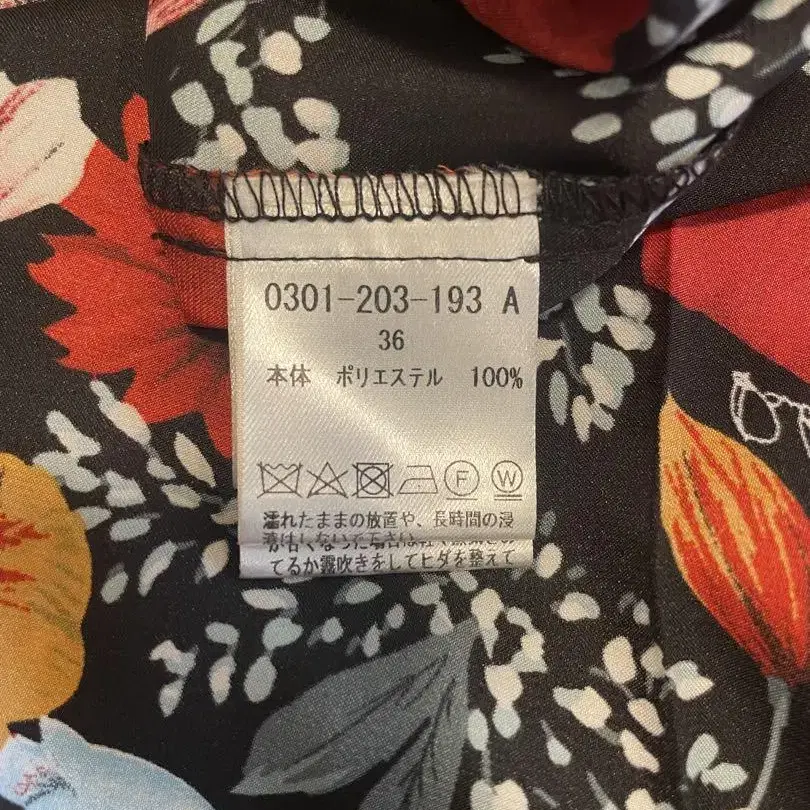 0301-203-193 A
36
本体 ポリエステル 100%
F W
濡れたままの放置や、長時間の浸
てるか霧吹きをしてヒダを整えて